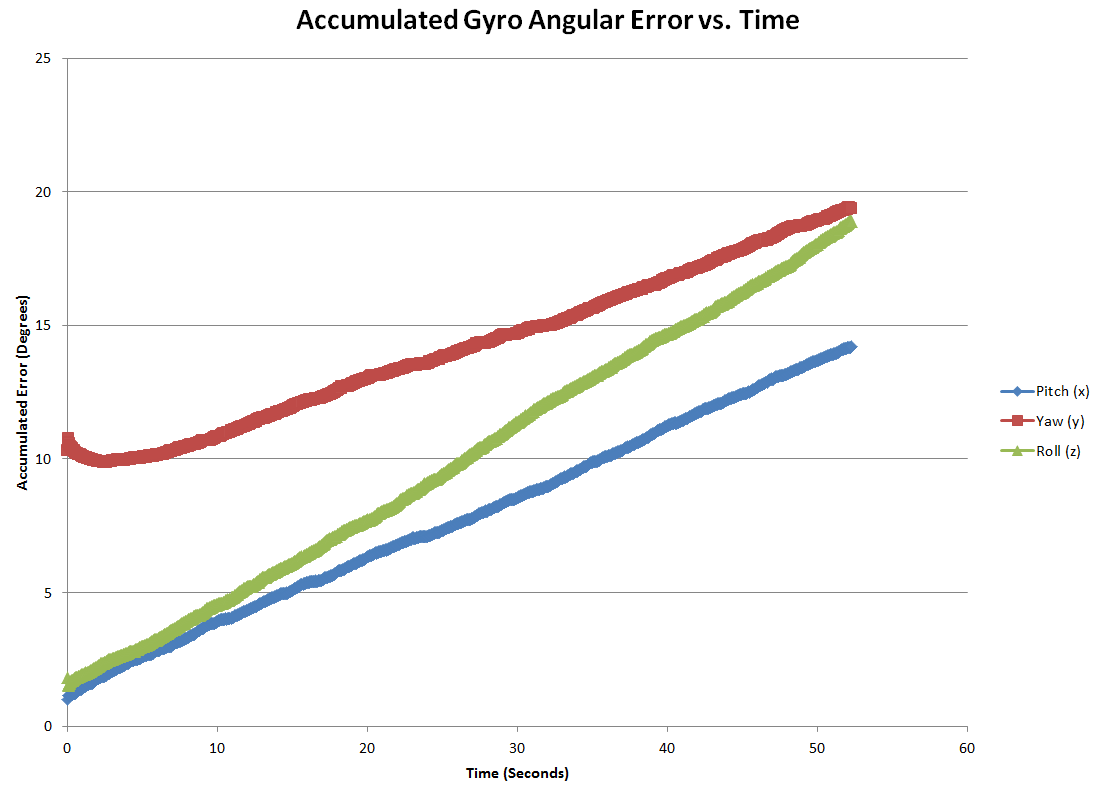 Accumulated Gyro Angular Error vs. Time
25
20
15
10
5
0
Accumulated Error (Degrees)
0 10 20 30 40 50 60
Time (Seconds)
Pitch (x)
Yaw (y)
Roll (z)